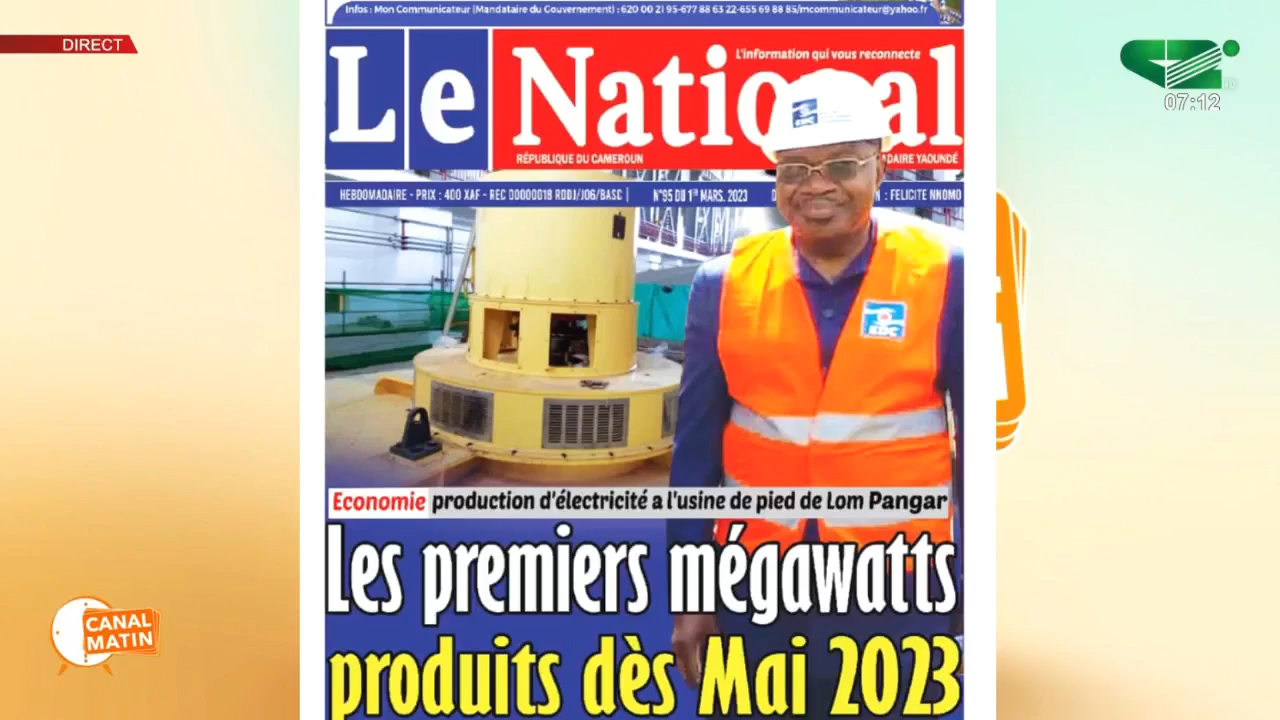 Infos : Mon Communicateur (Mandataire du Gouvernement) : 620 00 21 95-677 88 63 22-655 69 88 85/mcommunicateur@yahoo.fr
DIRECT
L'information qui vous reconnecte
Le National
RÉPUBLIQUE DU CAMEROUN
DAIRE YAOUNDÉ
07:12
EDC
HEBDOMADAIRE - PRIX : 400 XAF - REC 00000018 RDDJ/J06/BASC | N°95 DU 1ER MARS. 2023 N : FELICITE NNOMO
EDC
Economie production d'électricité a l'usine de pied de Lom Pangar
Les premiers mégawatts
produits dès Mai 2023
CANAL
MATIN